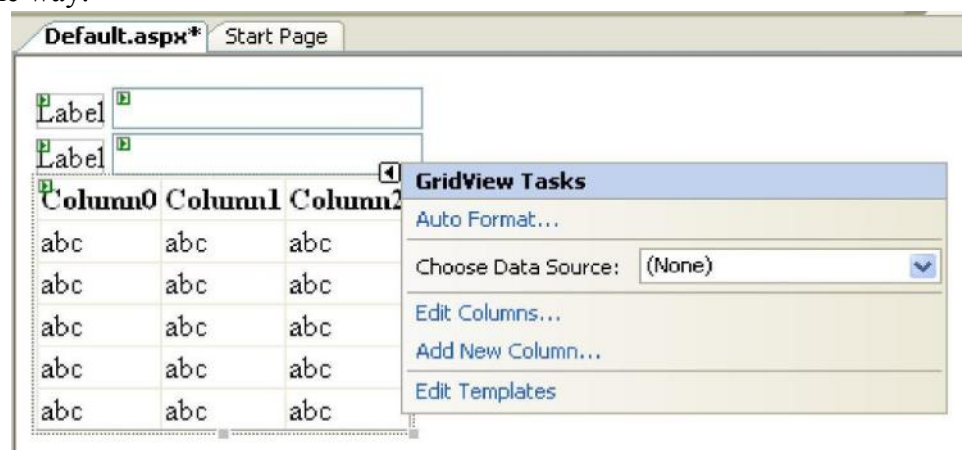 Default.aspx* Start Page
Label
Label
Column0 Column1 Column2
abc abc abc
abc abc abc
abc abc abc
abc abc abc
abc abc abc
GridView Tasks
Auto Format...
Choose Data Source: (None)
Edit Columns...
Add New Column...
Edit Templates